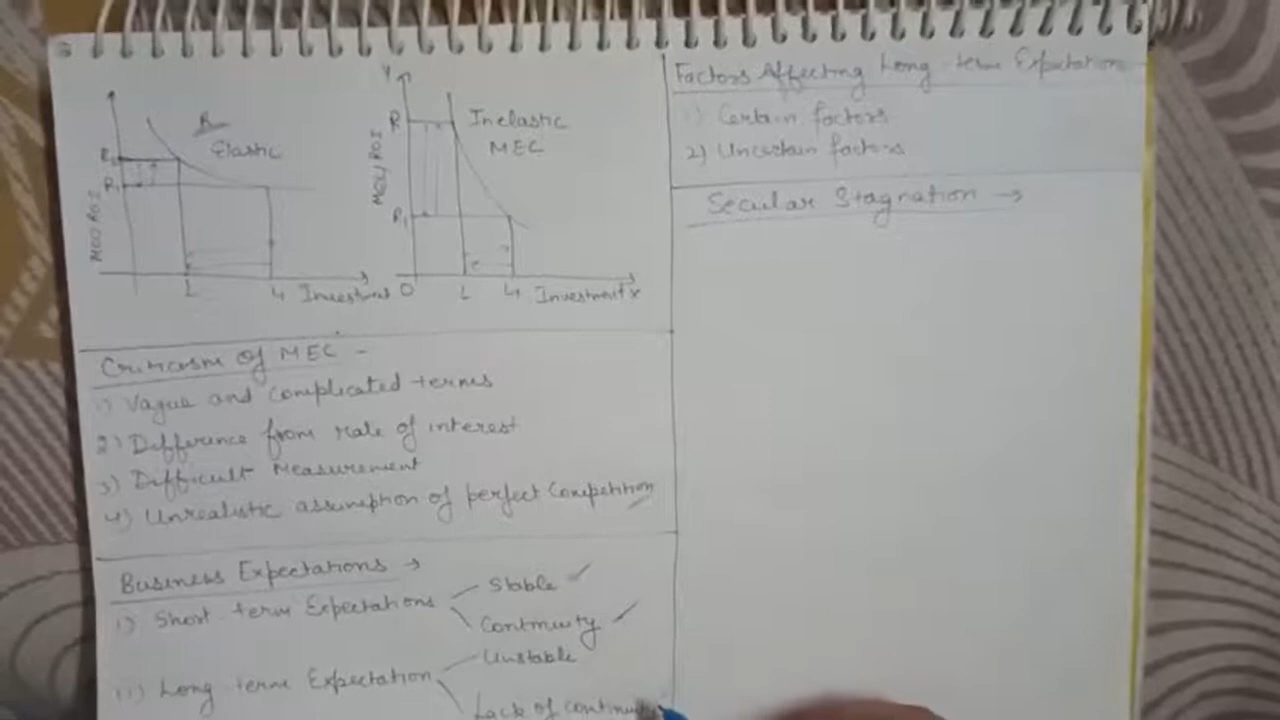 Elastic
R₁
MEC/ROI
L
L₁ Investment
Y
R
Inelastic
MEC
MEC/ROI
R₁
O
L
L₁
Investment x
Criticism Of MEC -
1) Vague and complicated terms
2) Difference from rate of interest
3) Difficult Measurement
4) Unrealistic assumption of perfect Competition
Business Expectations →
i) Short term Expectations
Stable
Continuity
ii) Long term Expectation
Unstable
Lack of continuity
Factors Affecting Long term Expectation
1) Certain factors
2) Uncertain factors
Secular Stagnation →